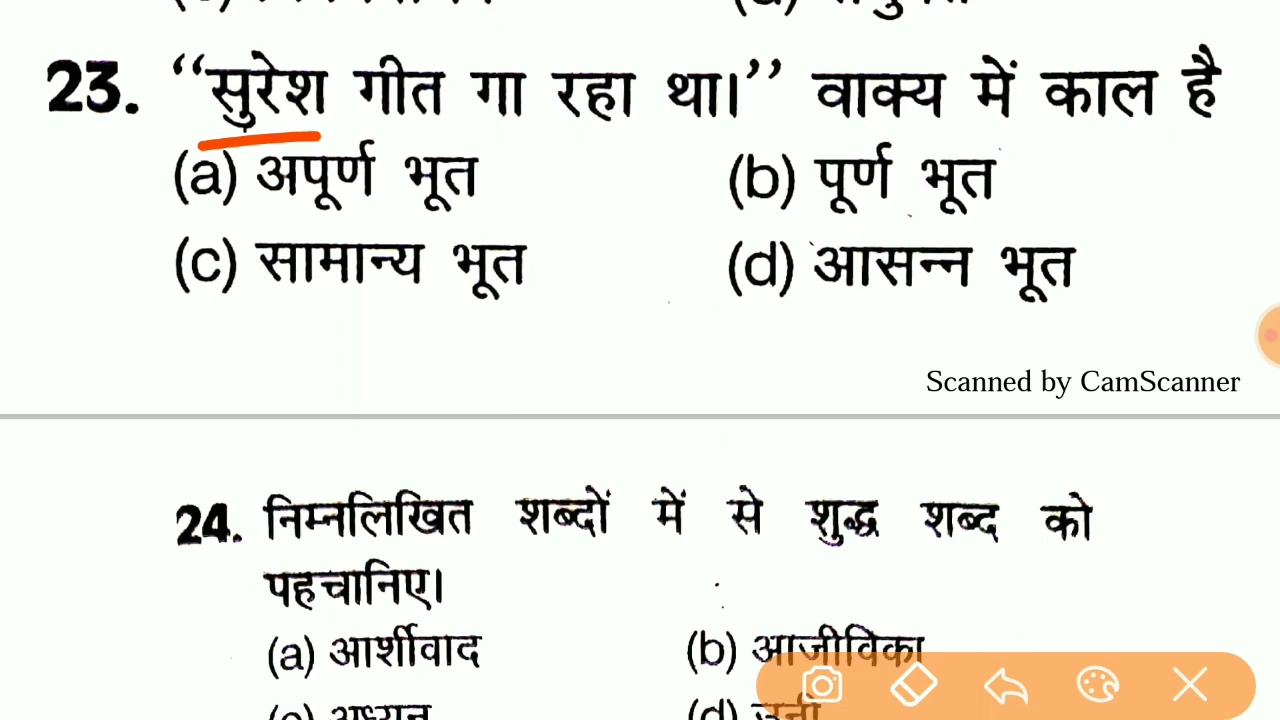 23. “सुरेश गीत गा रहा था।” वाक्य में काल है
(a) अपूर्ण भूत (b) पूर्ण भूत
(c) सामान्य भूत (d) आसन्न भूत
Scanned by CamScanner
24. निम्नलिखित शब्दों में से शुद्ध शब्द को
पहचानिए।
(a) आर्शीवाद (b) आजीविका